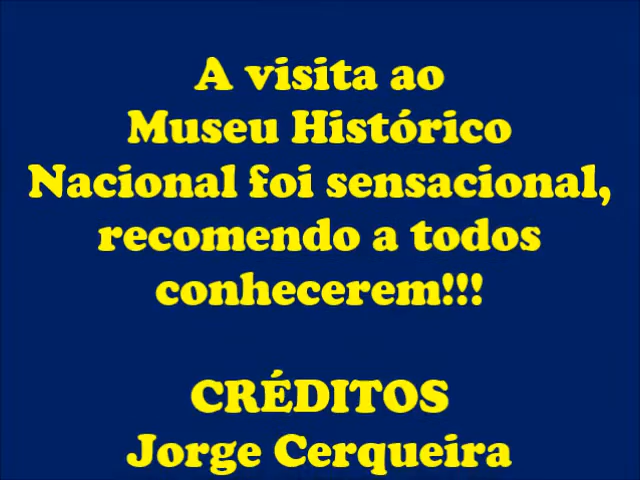 A visita ao
Museu Histórico
Nacional foi sensacional,
recomendo a todos
conhecerem!!!
CRÉDITOS
Jorge Cerqueira